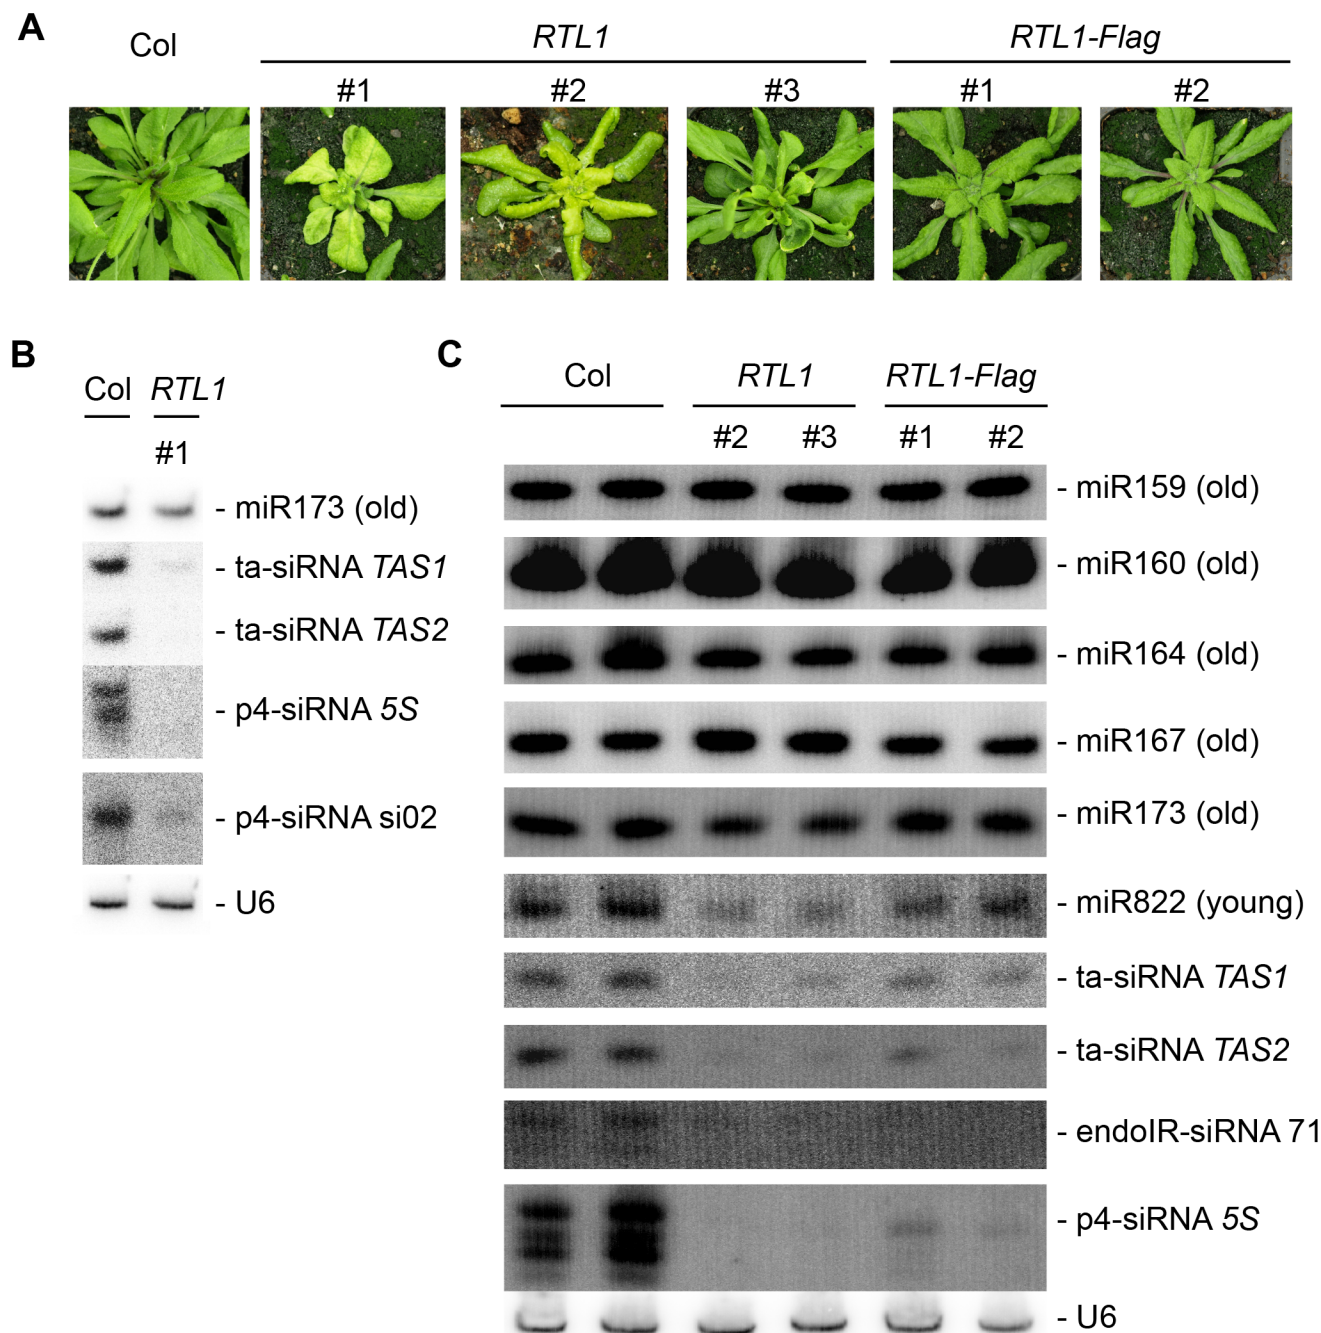 A
Col
RTL1
RTL1-Flag
#1 #2 #3 #1 #2
B
Col RTL1
#1
- miR173 (old)
- ta-siRNA TAS1
- ta-siRNA TAS2
- p4-siRNA 5S
- p4-siRNA si02
- U6
C
Col RTL1 RTL1-Flag
#2 #3 #1 #2
- miR159 (old)
- miR160 (old)
- miR164 (old)
- miR167 (old)
- miR173 (old)
- miR822 (young)
- ta-siRNA TAS1
- ta-siRNA TAS2
- endoIR-siRNA 71
- p4-siRNA 5S
- U6